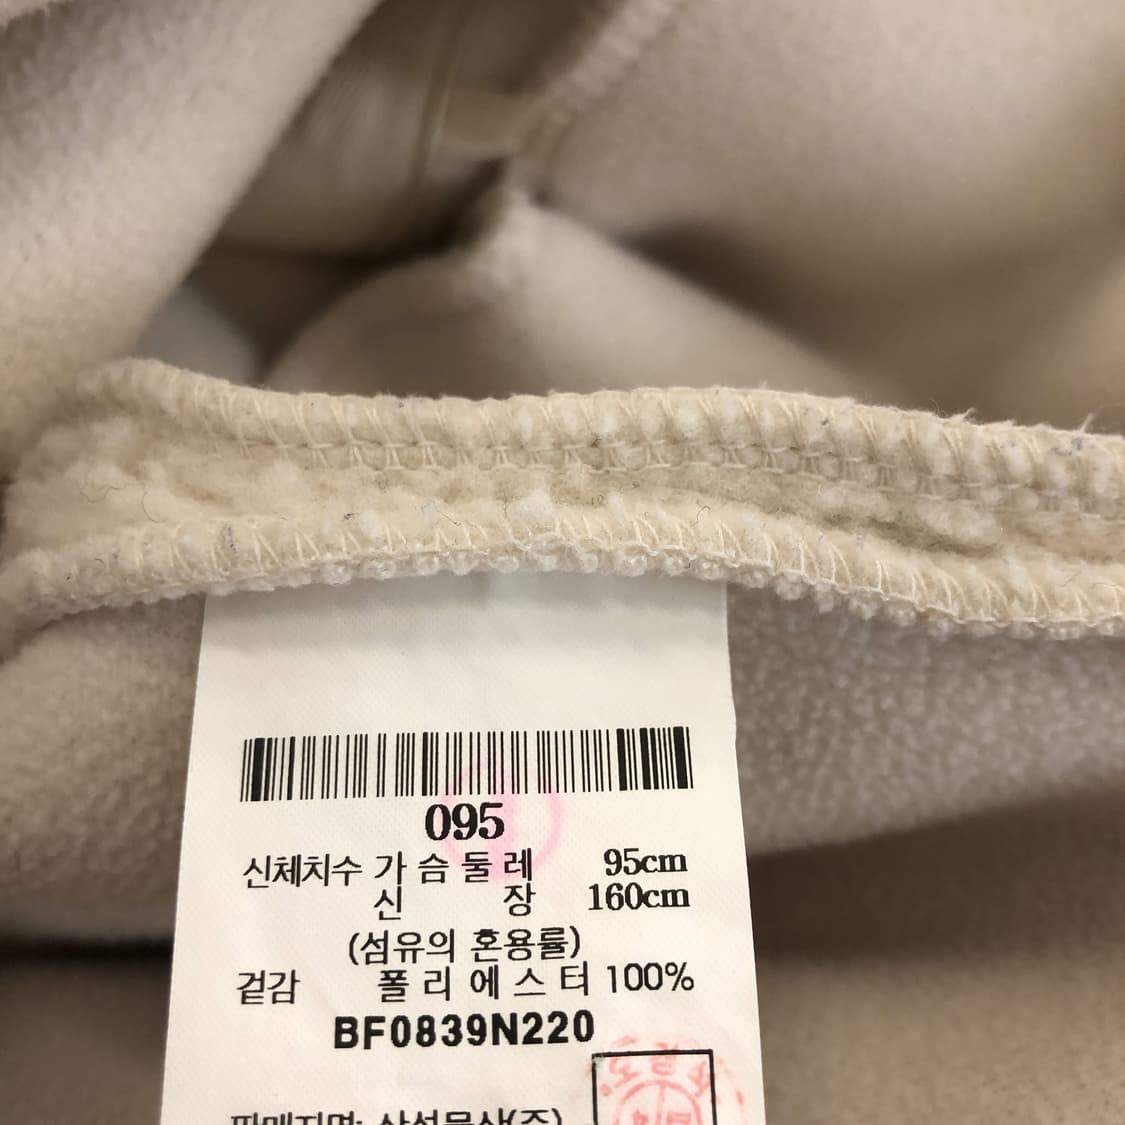 095
신체치수 가 슴 둘 레 95cm
신 장 160cm
(섬유의 혼용률)
겉감 폴 리 에 스 터 100%
BF0839N220